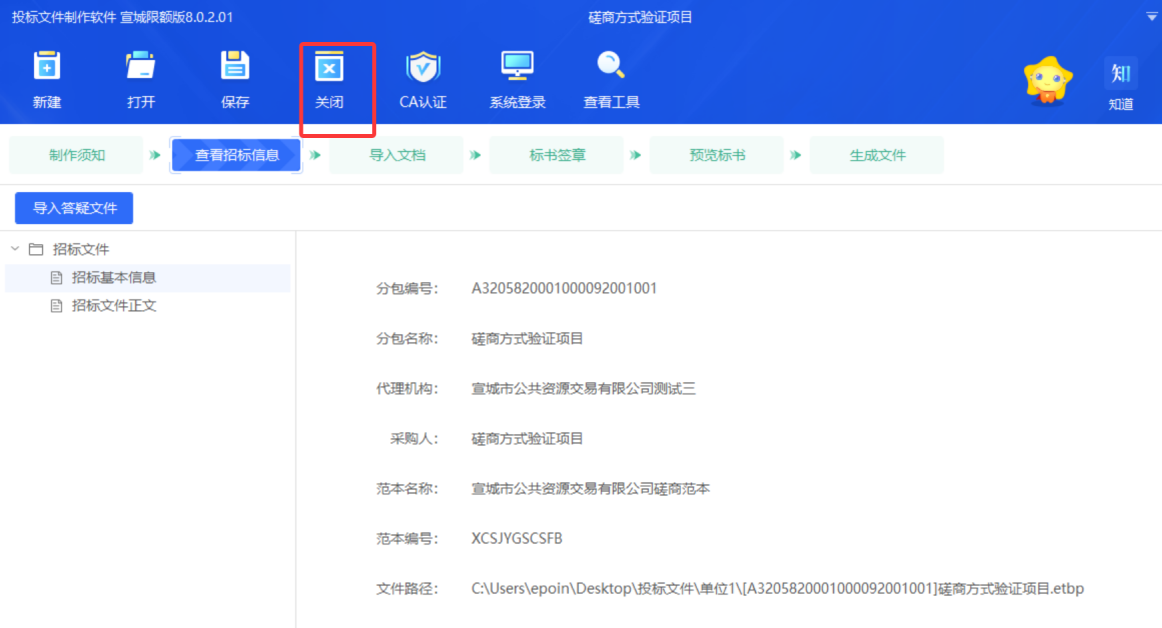 投标文件制作软件 宣城限额版8.0.2.01
磋商方式验证项目
新建
打开
保存
关闭
CA认证
系统登录
查看工具
知
知道
制作须知
查看招标信息
导入文档
标书签章
预览标书
生成文件
导入答疑文件
招标文件
招标基本信息
招标文件正文
分包编号: A3205820001000092001001
分包名称: 磋商方式验证项目
代理机构: 宣城市公共资源交易有限公司测试三
采购人: 磋商方式验证项目
范本名称: 宣城市公共资源交易有限公司磋商范本
范本编号: XCSJYGSCSFB
文件路径: C:\Users\epoin\Desktop\投标文件\单位1\[A3205820001000092001001]磋商方式验证项目.etbp